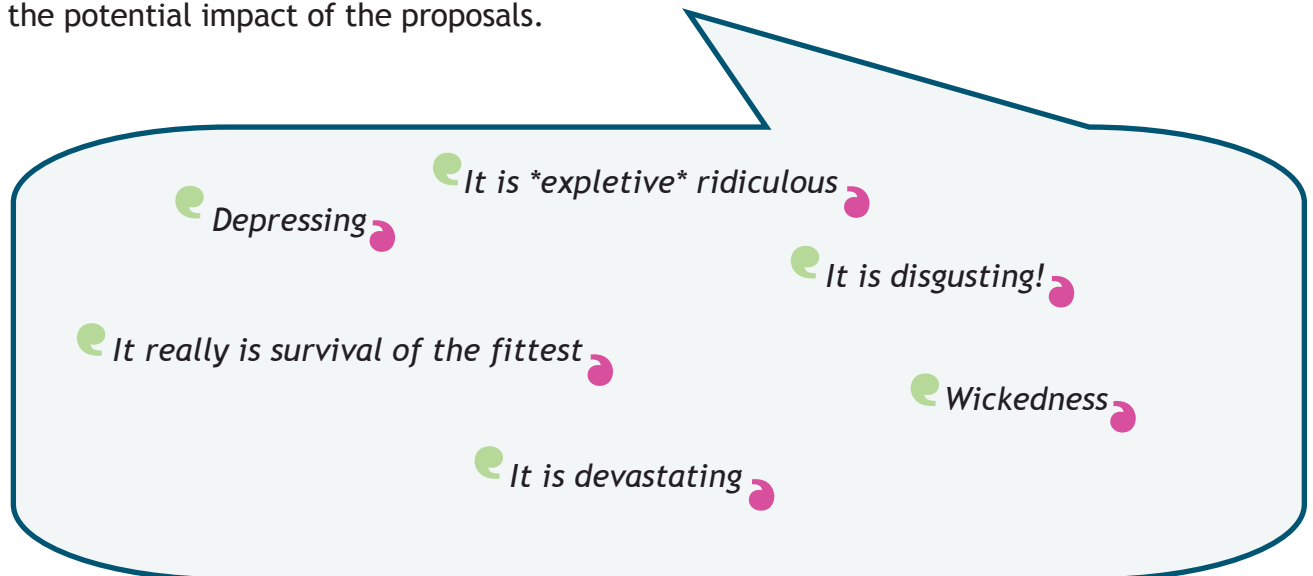 the potential impact of the proposals.
‘It is *expletive* ridiculous’
‘Depressing’
‘It is disgusting!’
‘It really is survival of the fittest’
‘Wickedness’
‘It is devastating’